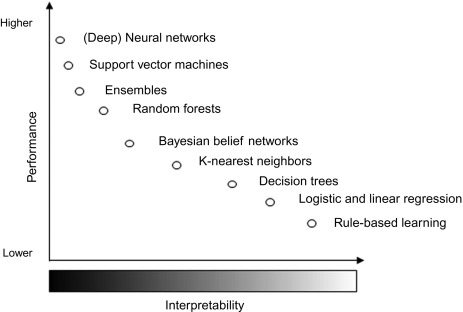 Higher
(Deep) Neural networks
Support vector machines
Ensembles
Random forests
Performance
Bayesian belief networks
K-nearest neighbors
Decision trees
Logistic and linear regression
Rule-based learning
Lower
Interpretability